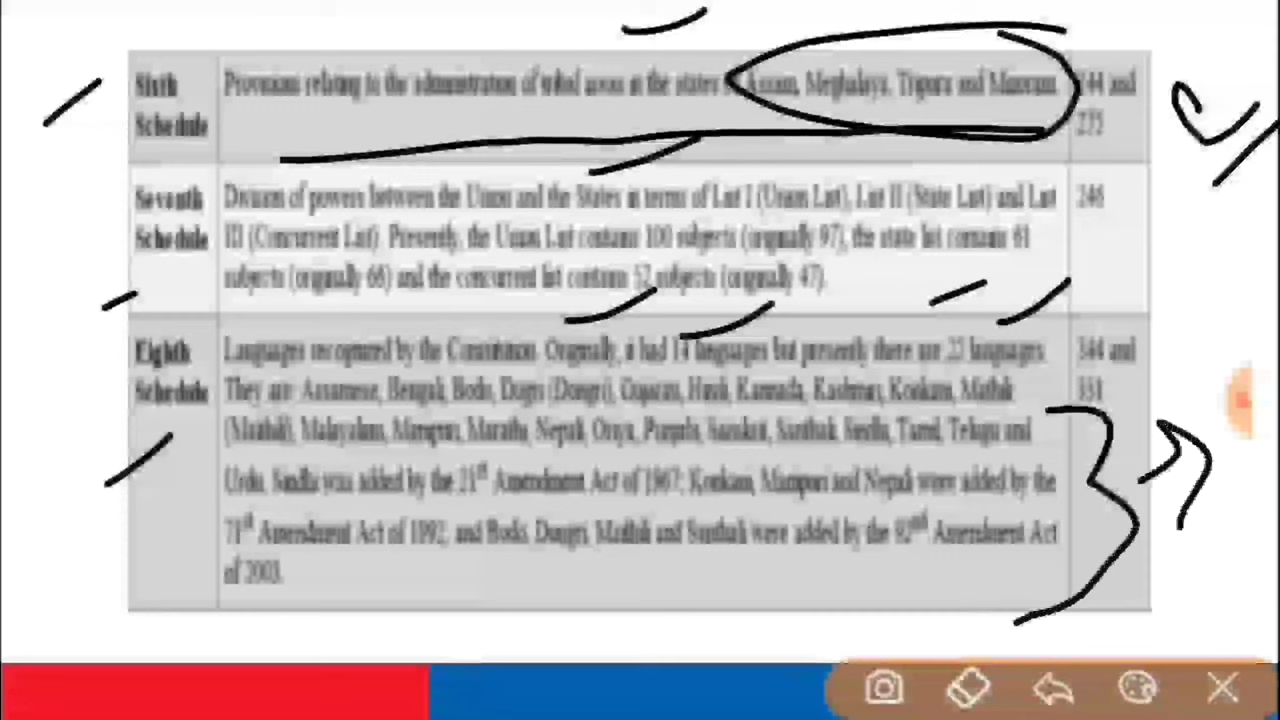 Sixth Schedule
Provisions relating to the administration of tribal areas in the states of Assam, Meghalaya, Tripura and Mizoram.
244 and 275
Seventh Schedule
Division of powers between the Union and the States in terms of List I (Union List), List II (State List) and List
III (Concurrent List). Presently, the Union List contains 100 subjects (originally 97), the state list contains 61
subjects (originally 66) and the concurrent list contains 52 subjects (originally 47).
246
Eighth Schedule
Languages recognized by the Constitution. Originally, it had 14 languages but presently there are 22 languages.
They are: Assamese, Bengali, Bodo, Dogri (Dongri), Gujarati, Hindi, Kannada, Kashmiri, Konkani, Mathili
(Maithili), Malayalam, Manipuri, Marathi, Nepali, Oriya, Punjabi, Sanskrit, Santhali, Sindhi, Tamil, Telugu and
Urdu. Sindhi was added by the 21st Amendment Act of 1967; Konkani, Manipuri and Nepali were added by the
71st Amendment Act of 1992; and Bodo, Dongri, Maithili and Santhali were added by the 92nd Amendment Act
of 2003.
344 and 351